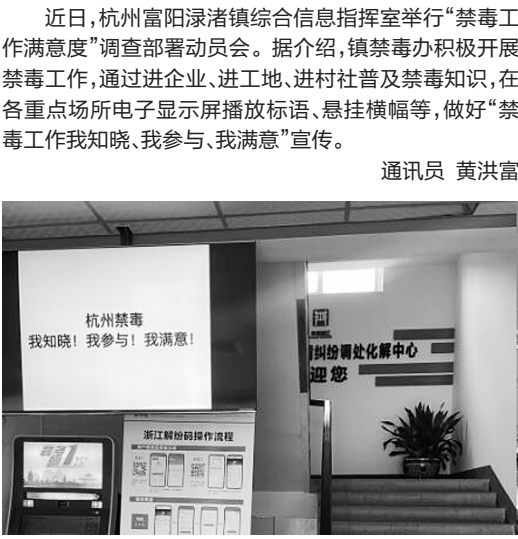 近日,杭州富阳渌渚镇综合信息指挥室举行“禁毒工
作满意度”调查部署动员会。据介绍,镇禁毒办积极开展
禁毒工作,通过进企业、进工地、进村社普及禁毒知识,在
各重点场所电子显示屏播放标语、悬挂横幅等,做好“禁
毒工作我知晓、我参与、我满意”宣传。
通讯员 黄洪富
杭州禁毒
我知晓!我参与!我满意!
纠纷调处化解中心
迎您
浙江解纷码操作流程